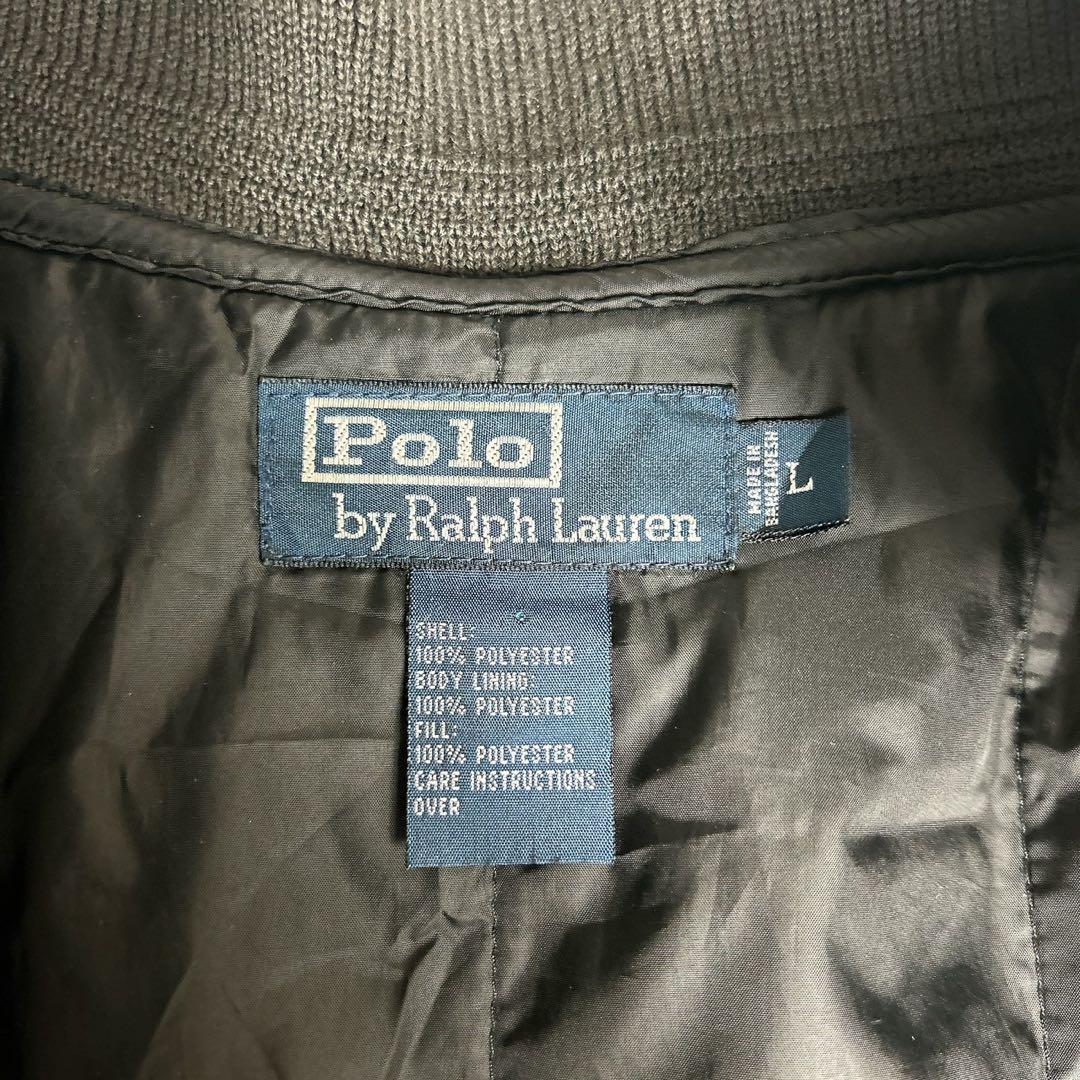 Polo
by Ralph Lauren
MADE IN
BANGLADESH
L
SHELL:
100% POLYESTER
BODY LINING:
100% POLYESTER
FILL:
100% POLYESTER
CARE INSTRUCTIONS
OVER